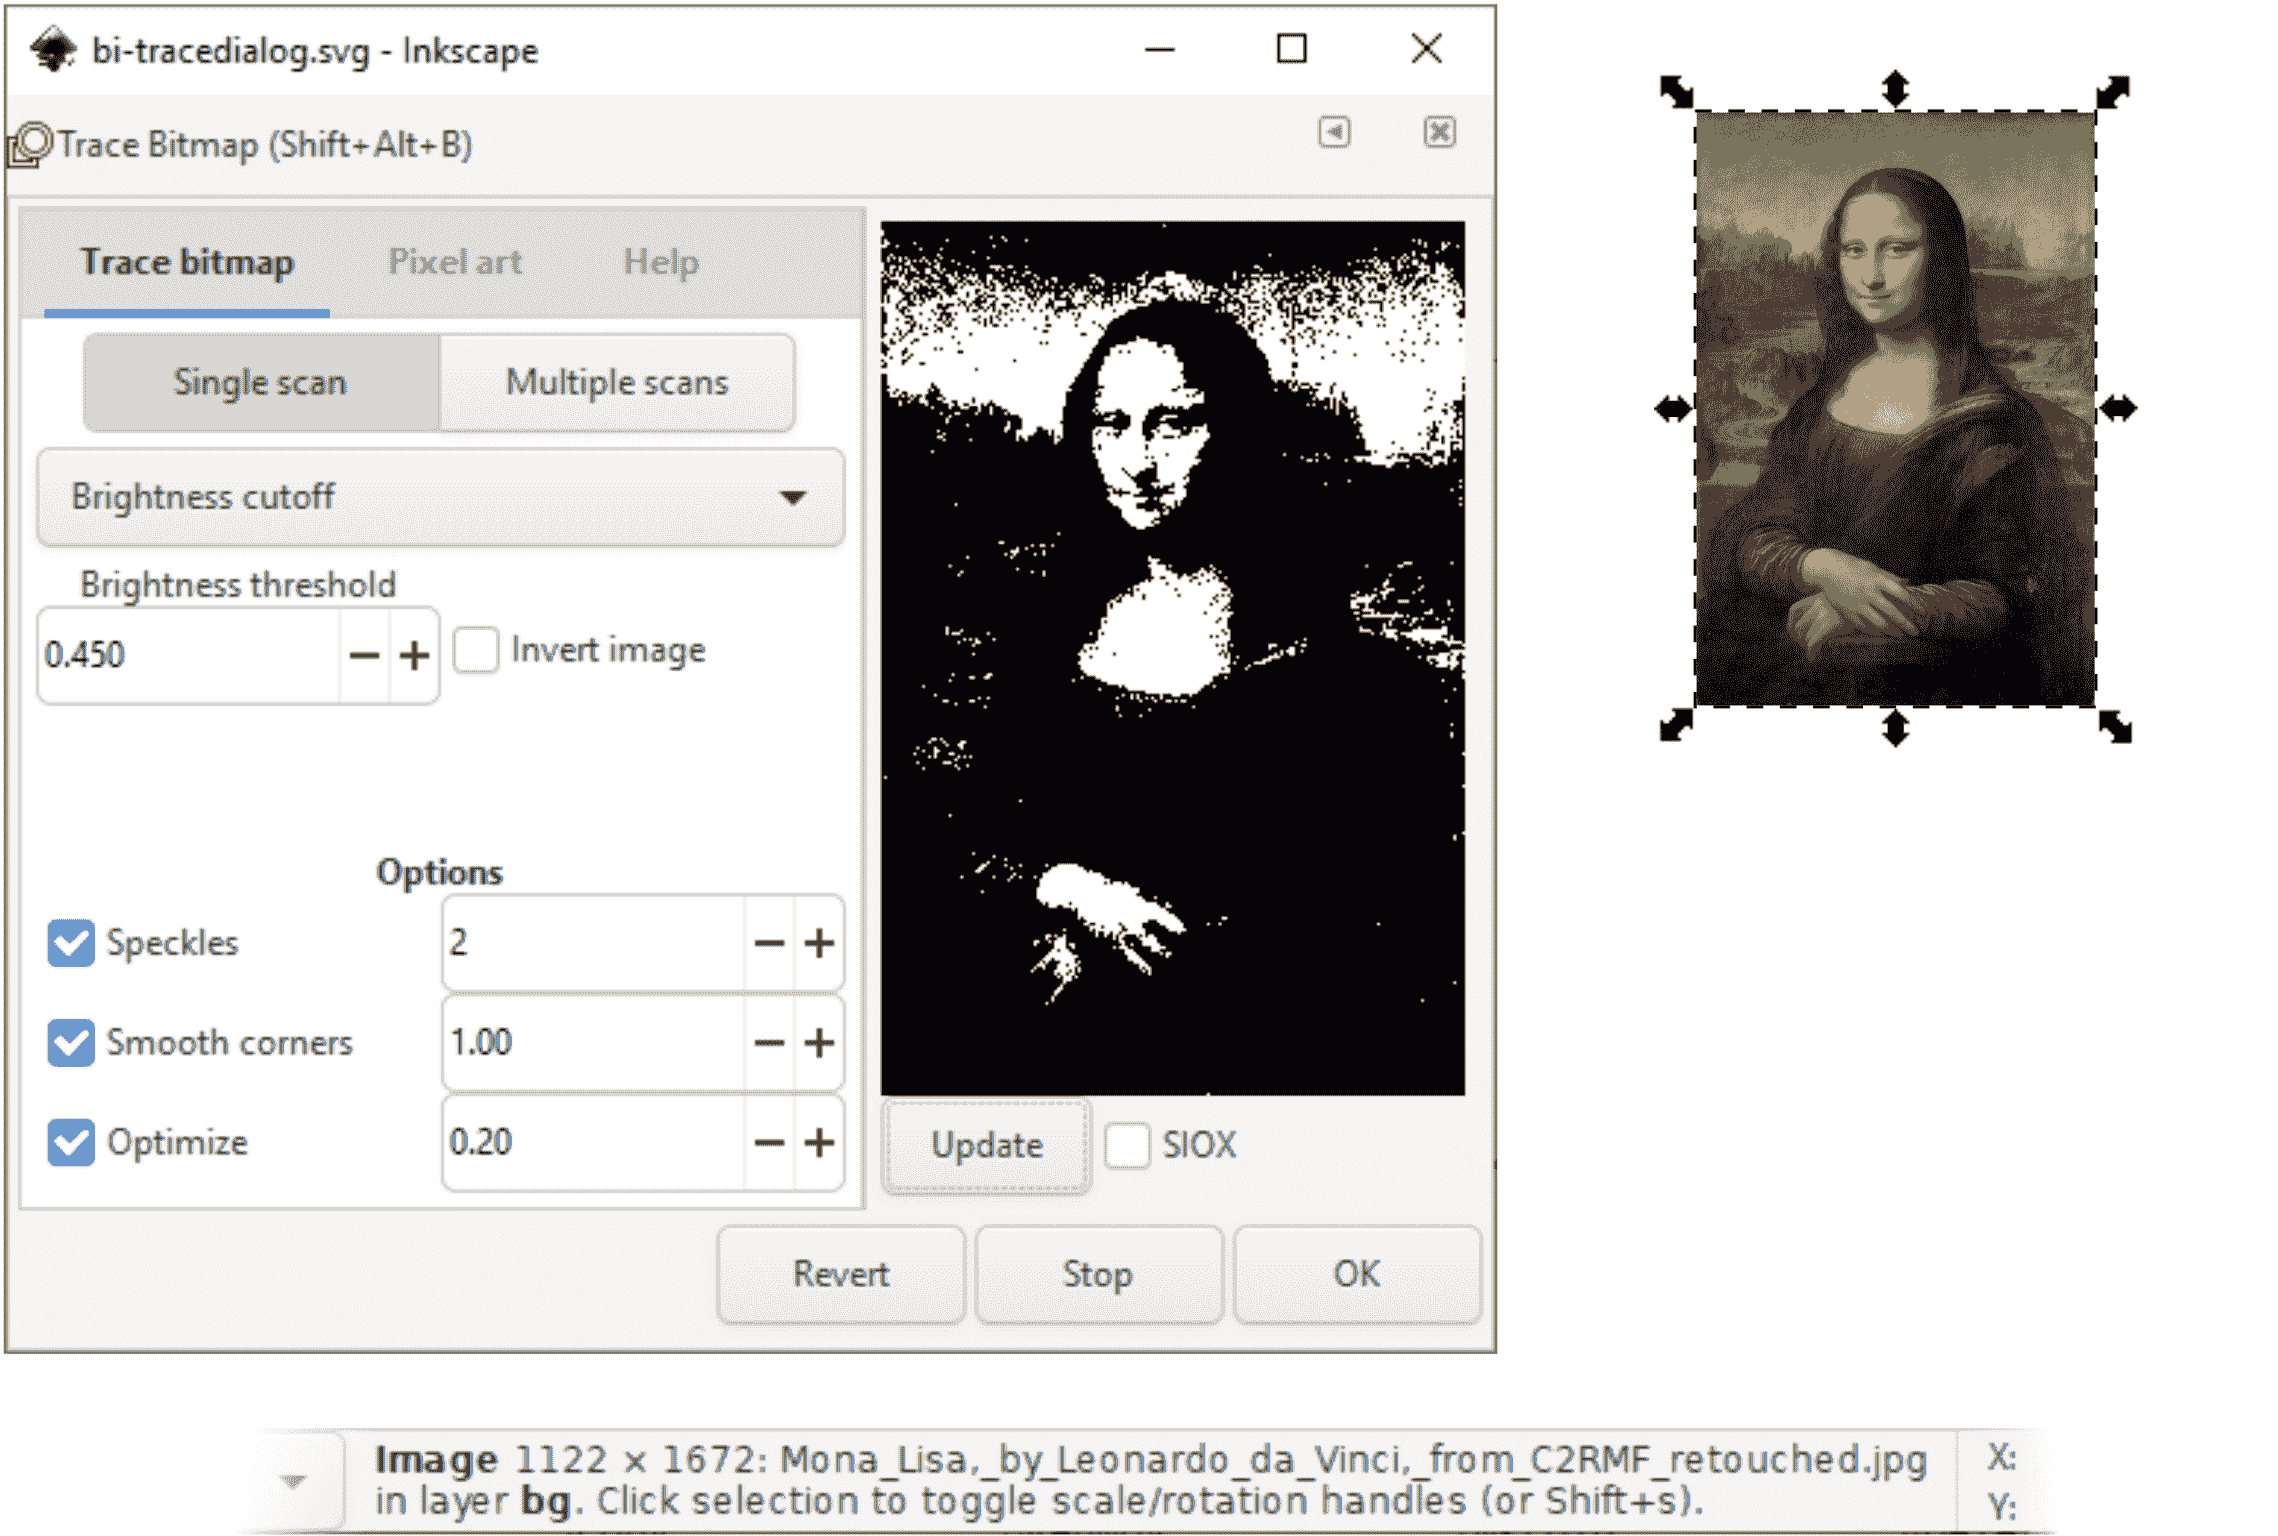 bi-tracedialog.svg - Inkscape
Trace Bitmap (Shift+Alt+B)
Trace bitmap Pixel art Help
Single scan Multiple scans
Brightness cutoff
Brightness threshold
0.450 Invert image
Options
Speckles 2
Smooth corners 1.00
Optimize 0.20
Update SIOX
Revert Stop OK
Image 1122 × 1672: Mona_Lisa,_by_Leonardo_da_Vinci,_from_C2RMF_retouched.jpg X:
in layer bg. Click selection to toggle scale/rotation handles (or Shift+s). Y: